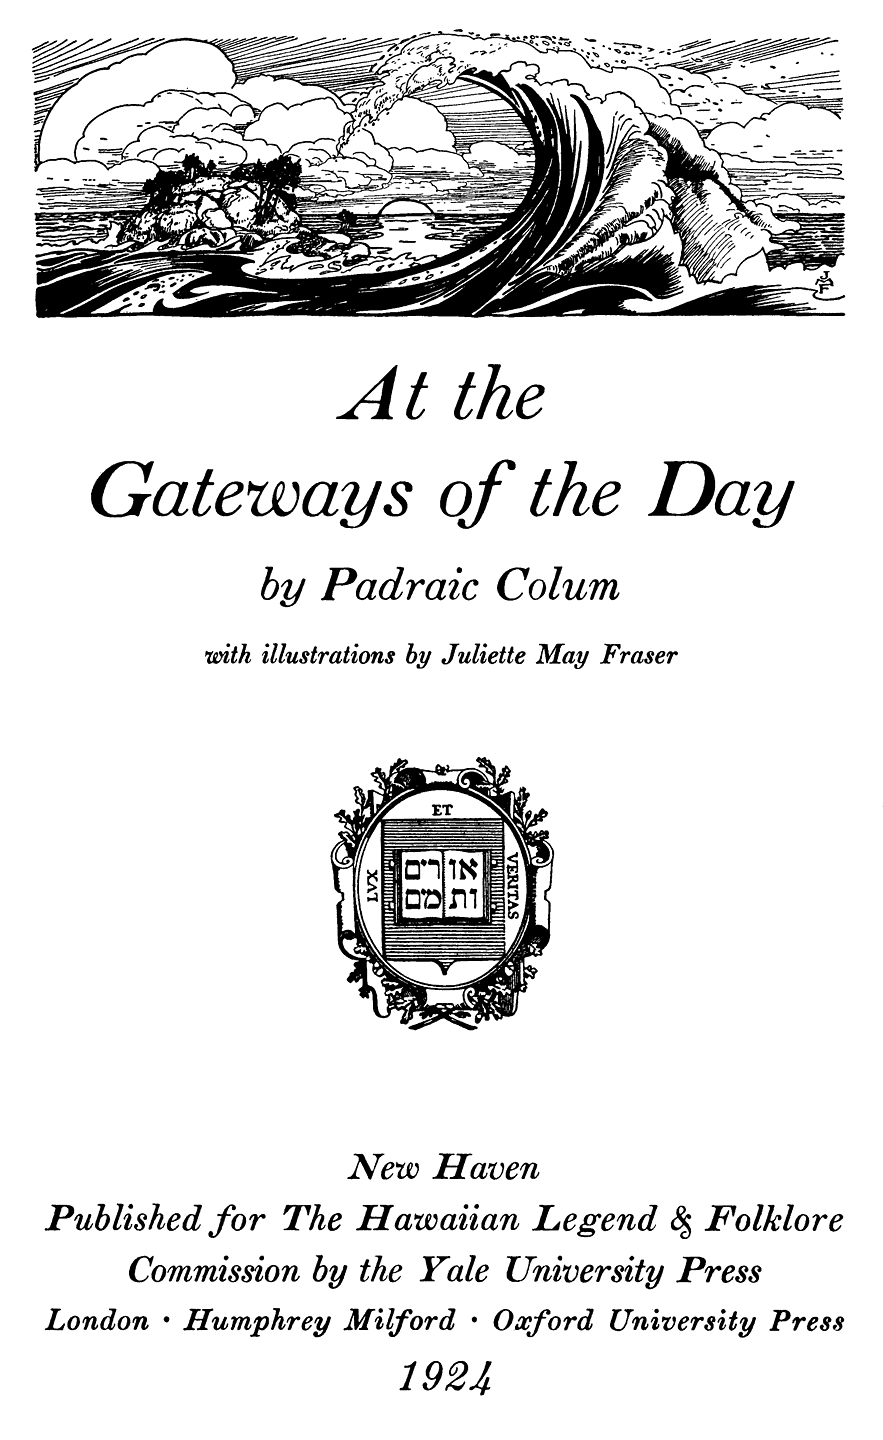 J
F
At the
Gateways of the Day
by Padraic Colum
with illustrations by Juliette May Fraser
ET
LVX
VERITAS
אורים
ותמים
New Haven
Published for The Hawaiian Legend & Folklore
Commission by the Yale University Press
London · Humphrey Milford · Oxford University Press
1924